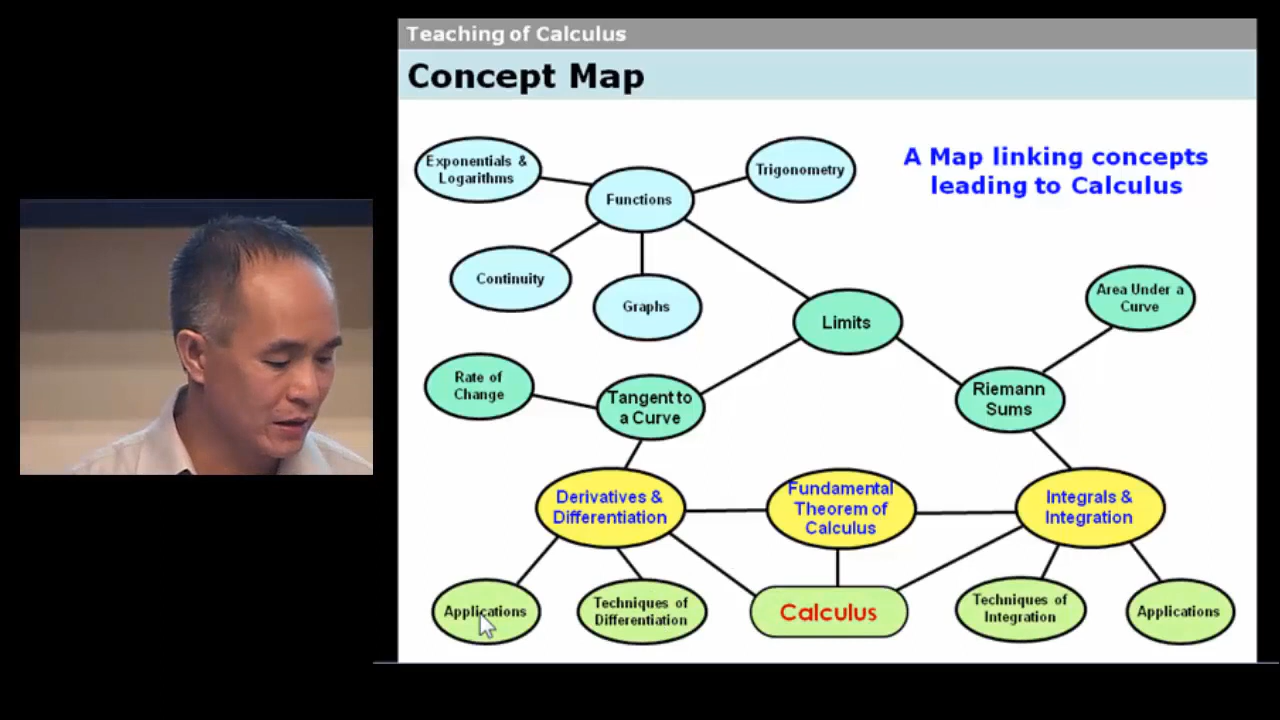 Teaching of Calculus
Concept Map
A Map linking concepts
leading to Calculus
Exponentials &
Logarithms
Functions
Trigonometry
Continuity
Graphs
Limits
Area Under a
Curve
Rate of
Change
Tangent to
a Curve
Riemann
Sums
Derivatives &
Differentiation
Fundamental
Theorem of
Calculus
Integrals &
Integration
Applications
Techniques of
Differentiation
Calculus
Techniques of
Integration
Applications